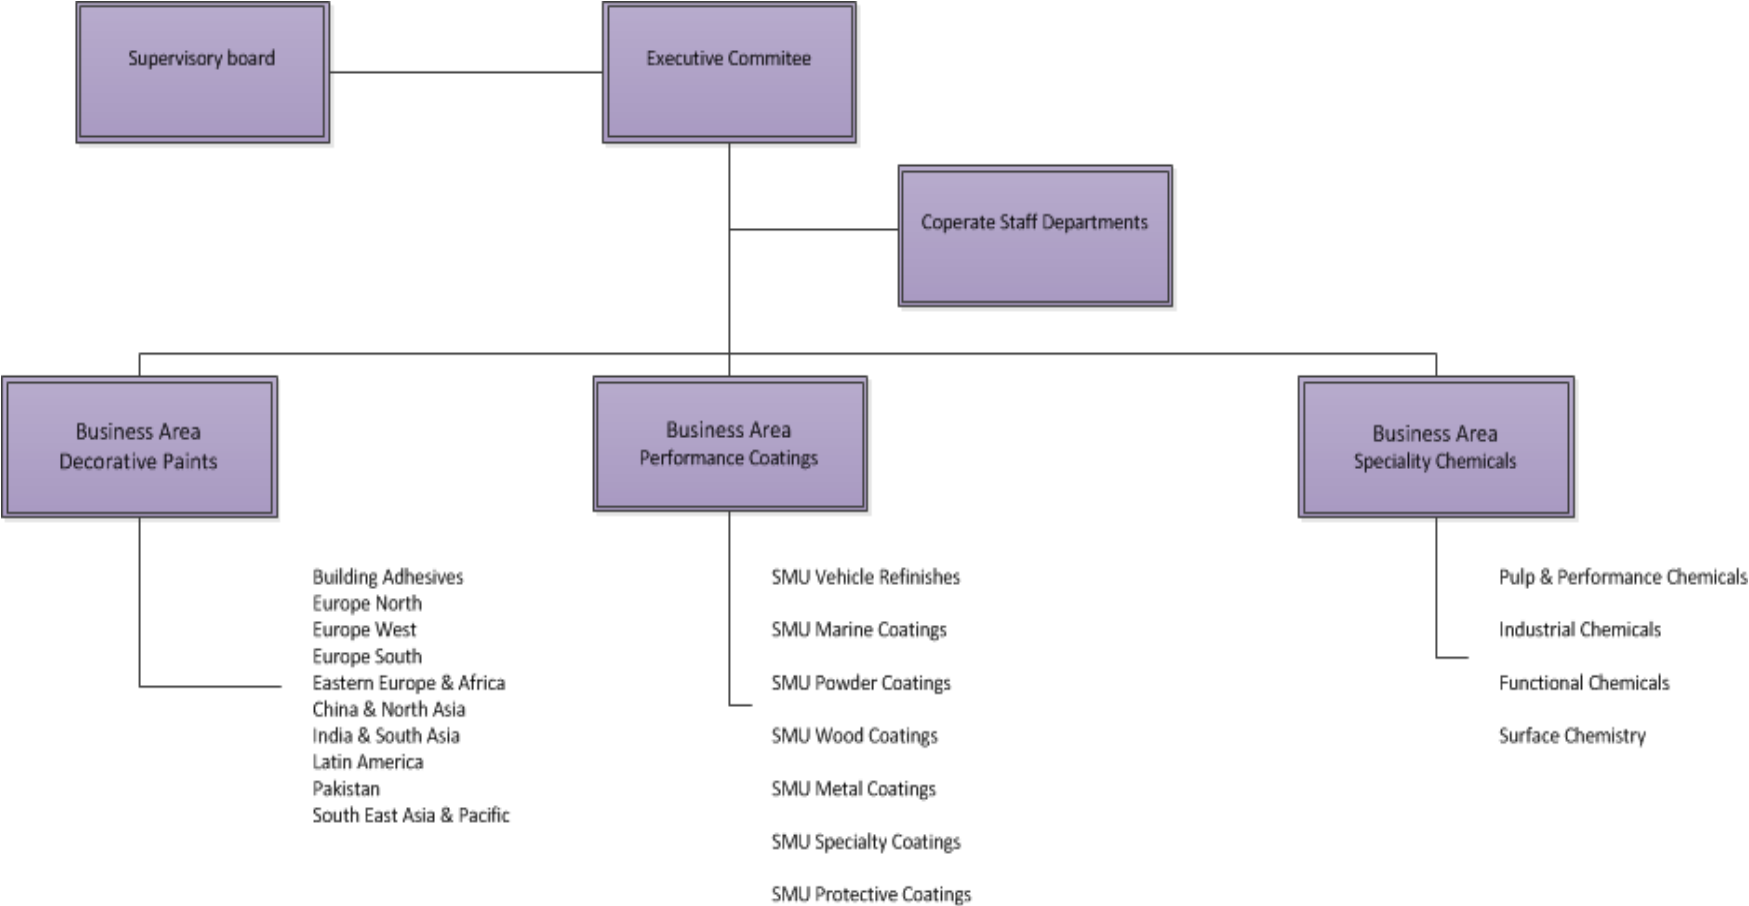 Supervisory board
Executive Commitee
Coperate Staff Departments
Business Area
Decorative Paints
Business Area
Performance Coatings
Business Area
Speciality Chemicals
Building Adhesives
Europe North
Europe West
Europe South
Eastern Europe & Africa
China & North Asia
India & South Asia
Latin America
Pakistan
South East Asia & Pacific
SMU Vehicle Refinishes
SMU Marine Coatings
SMU Powder Coatings
SMU Wood Coatings
SMU Metal Coatings
SMU Specialty Coatings
SMU Protective Coatings
Pulp & Performance Chemicals
Industrial Chemicals
Functional Chemicals
Surface Chemistry